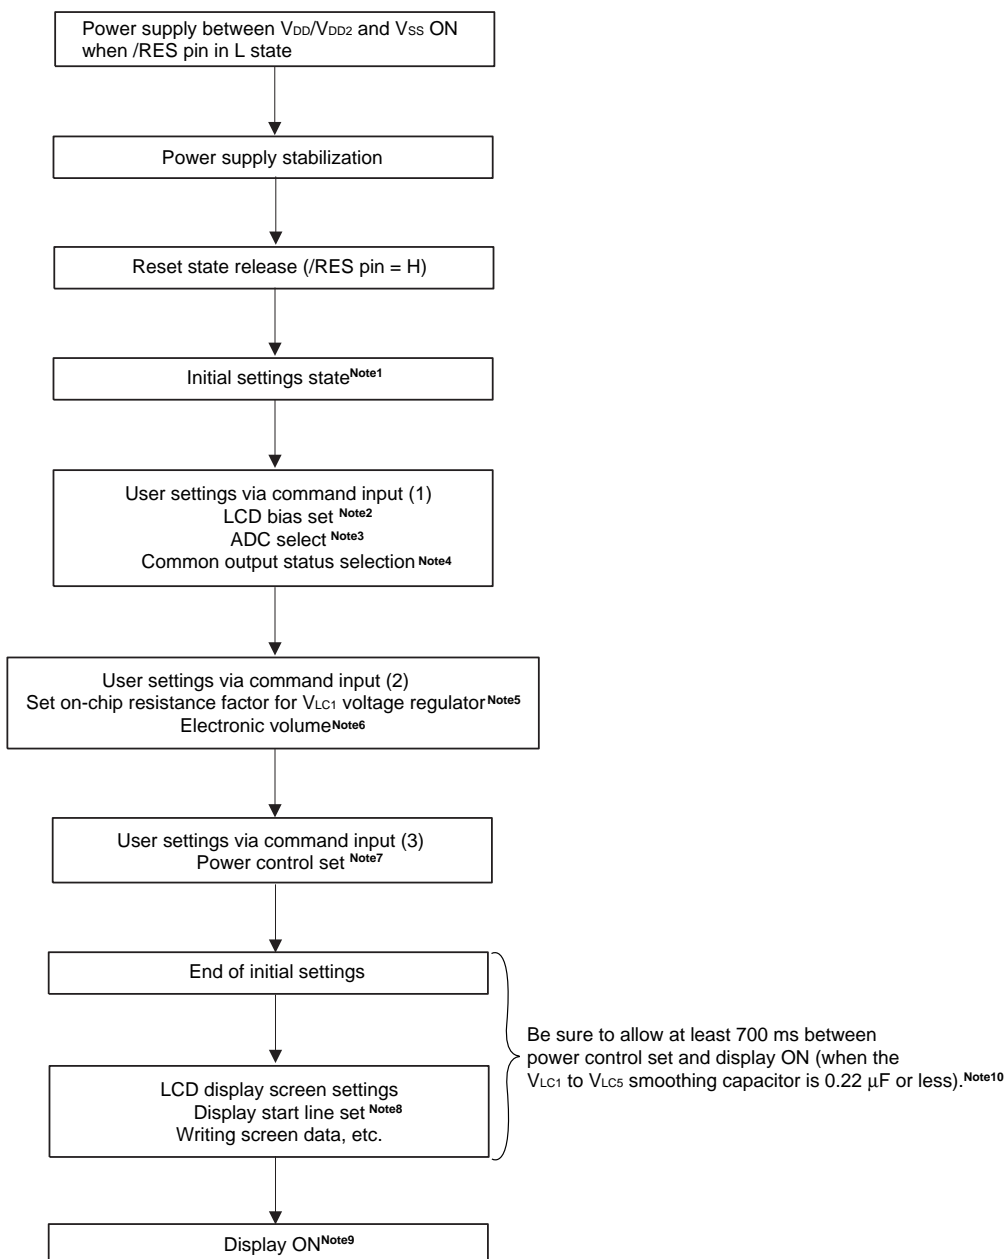 Power supply between VDD/VDD2 and VSS ON
when /RES pin in L state
Power supply stabilization
Reset state release (/RES pin = H)
Initial settings stateNote1
User settings via command input (1)
LCD bias set Note2
ADC select Note3
Common output status selection Note4
User settings via command input (2)
Set on-chip resistance factor for VLC1 voltage regulatorNote5
Electronic volumeNote6
User settings via command input (3)
Power control set Note7
End of initial settings
Be sure to allow at least 700 ms between
power control set and display ON (when the
VLC1 to VLC5 smoothing capacitor is 0.22 μF or less).Note10
LCD display screen settings
Display start line set Note8
Writing screen data, etc.
Display ONNote9